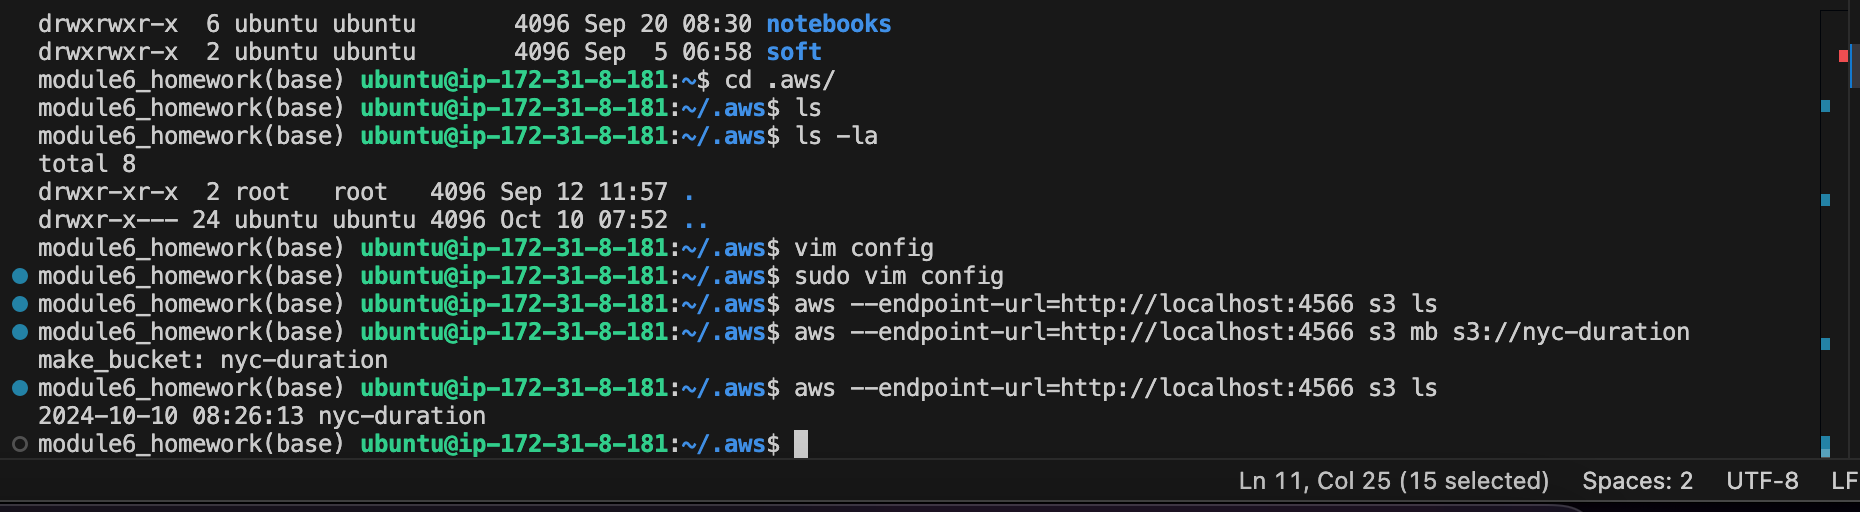 drwxrwxr-x  6 ubuntu ubuntu       4096 Sep 20 08:30 notebooks
drwxrwxr-x  2 ubuntu ubuntu       4096 Sep  5 06:58 soft
module6_homework(base) ubuntu@ip-172-31-8-181:~$ cd .aws/
module6_homework(base) ubuntu@ip-172-31-8-181:~/.aws$ ls
module6_homework(base) ubuntu@ip-172-31-8-181:~/.aws$ ls -la
total 8
drwxr-xr-x  2 root   root   4096 Sep 12 11:57 .
drwxr-x--- 24 ubuntu ubuntu 4096 Oct 10 07:52 ..
module6_homework(base) ubuntu@ip-172-31-8-181:~/.aws$ vim config
module6_homework(base) ubuntu@ip-172-31-8-181:~/.aws$ sudo vim config
module6_homework(base) ubuntu@ip-172-31-8-181:~/.aws$ aws --endpoint-url=http://localhost:4566 s3 ls
module6_homework(base) ubuntu@ip-172-31-8-181:~/.aws$ aws --endpoint-url=http://localhost:4566 s3 mb s3://nyc-duration
make_bucket: nyc-duration
module6_homework(base) ubuntu@ip-172-31-8-181:~/.aws$ aws --endpoint-url=http://localhost:4566 s3 ls
2024-10-10 08:26:13 nyc-duration
module6_homework(base) ubuntu@ip-172-31-8-181:~/.aws$
Ln 11, Col 25 (15 selected) Spaces: 2 UTF-8 LF